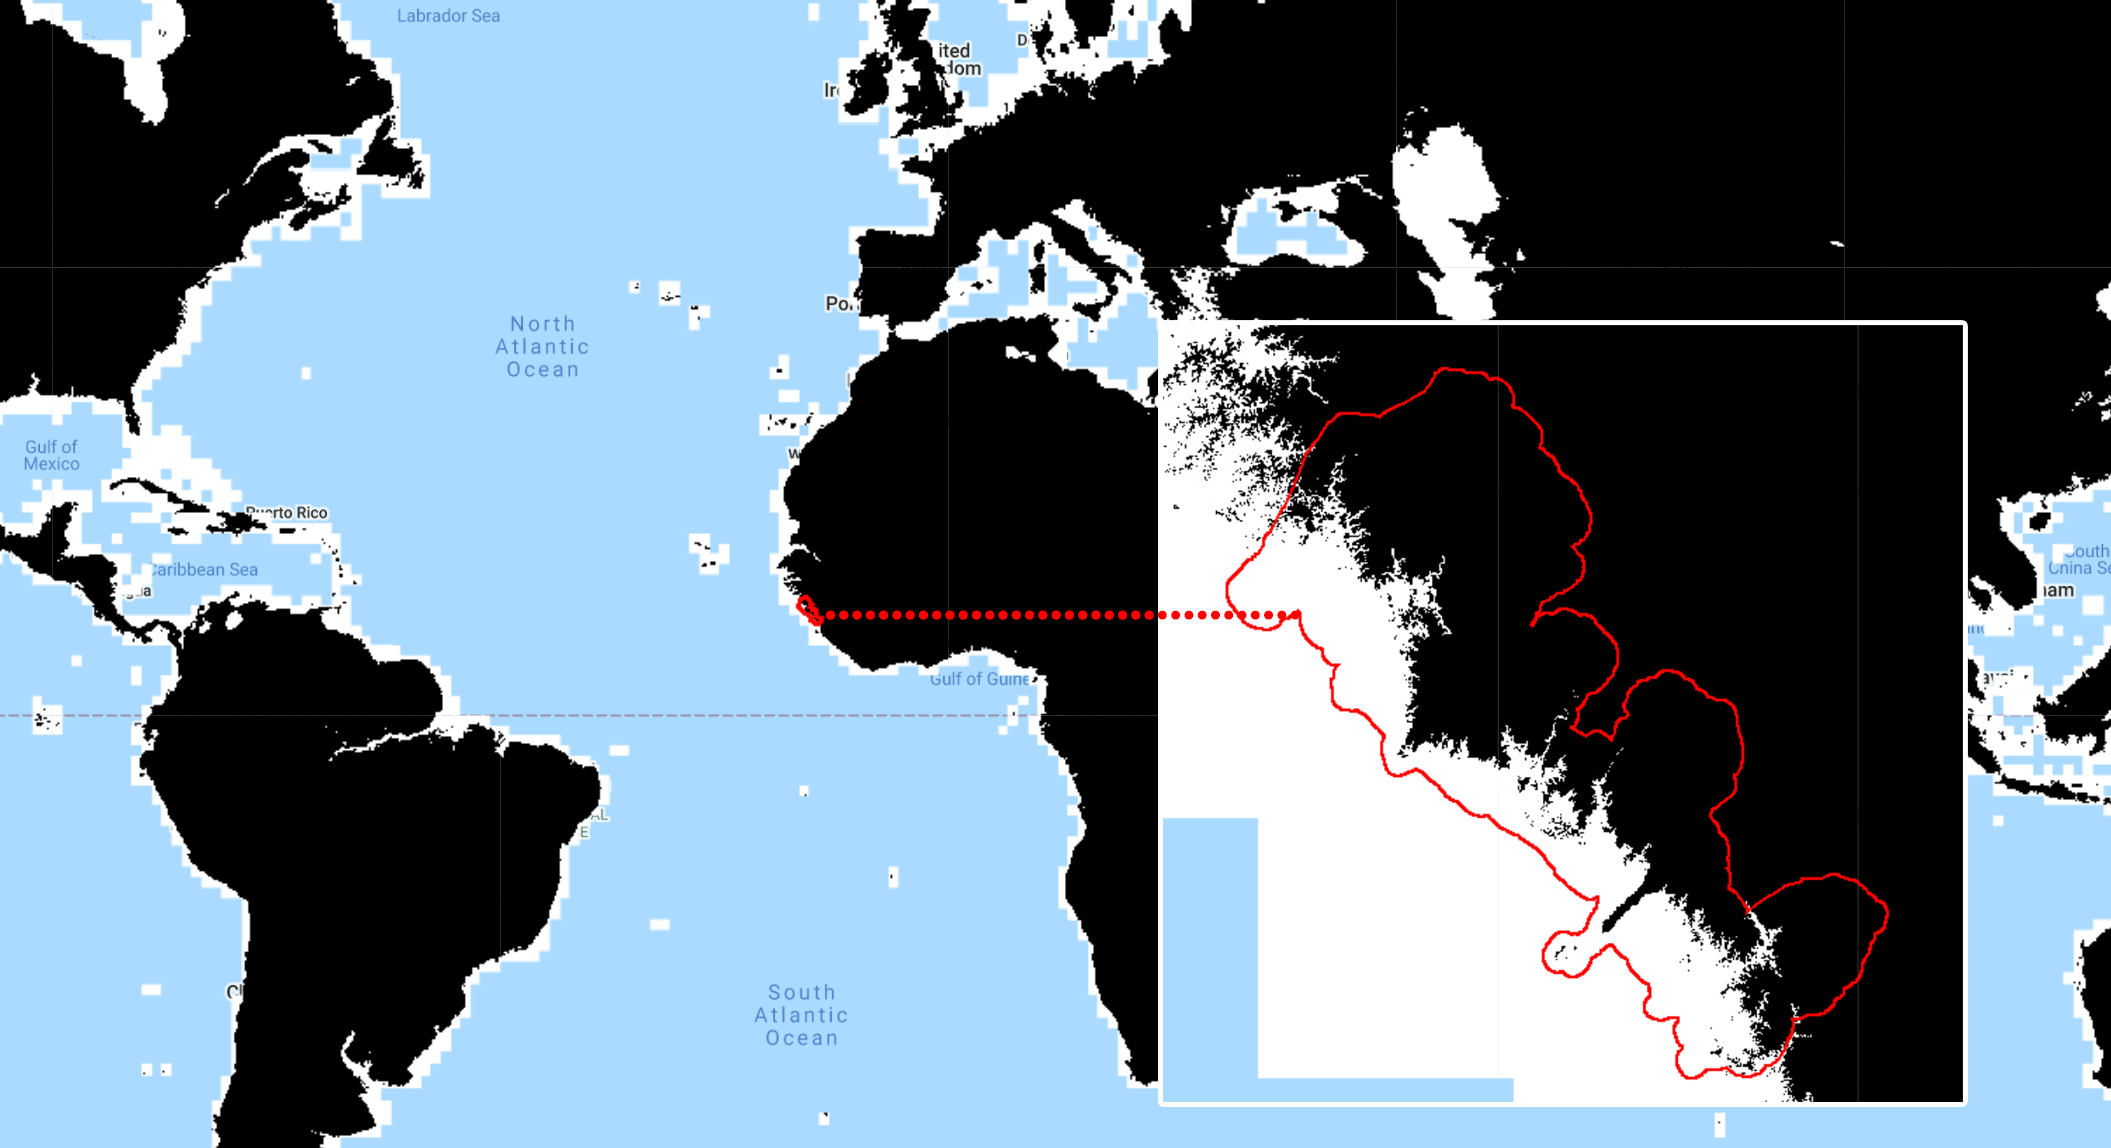 Labrador Sea
ited
dom
D
Ir
North
Atlantic
Ocean
Po
Gulf of
Mexico
W
Puerto Rico
Caribbean Sea
South
China Se
nam
Gulf of Guine
AL
E
South
Atlantic
Ocean